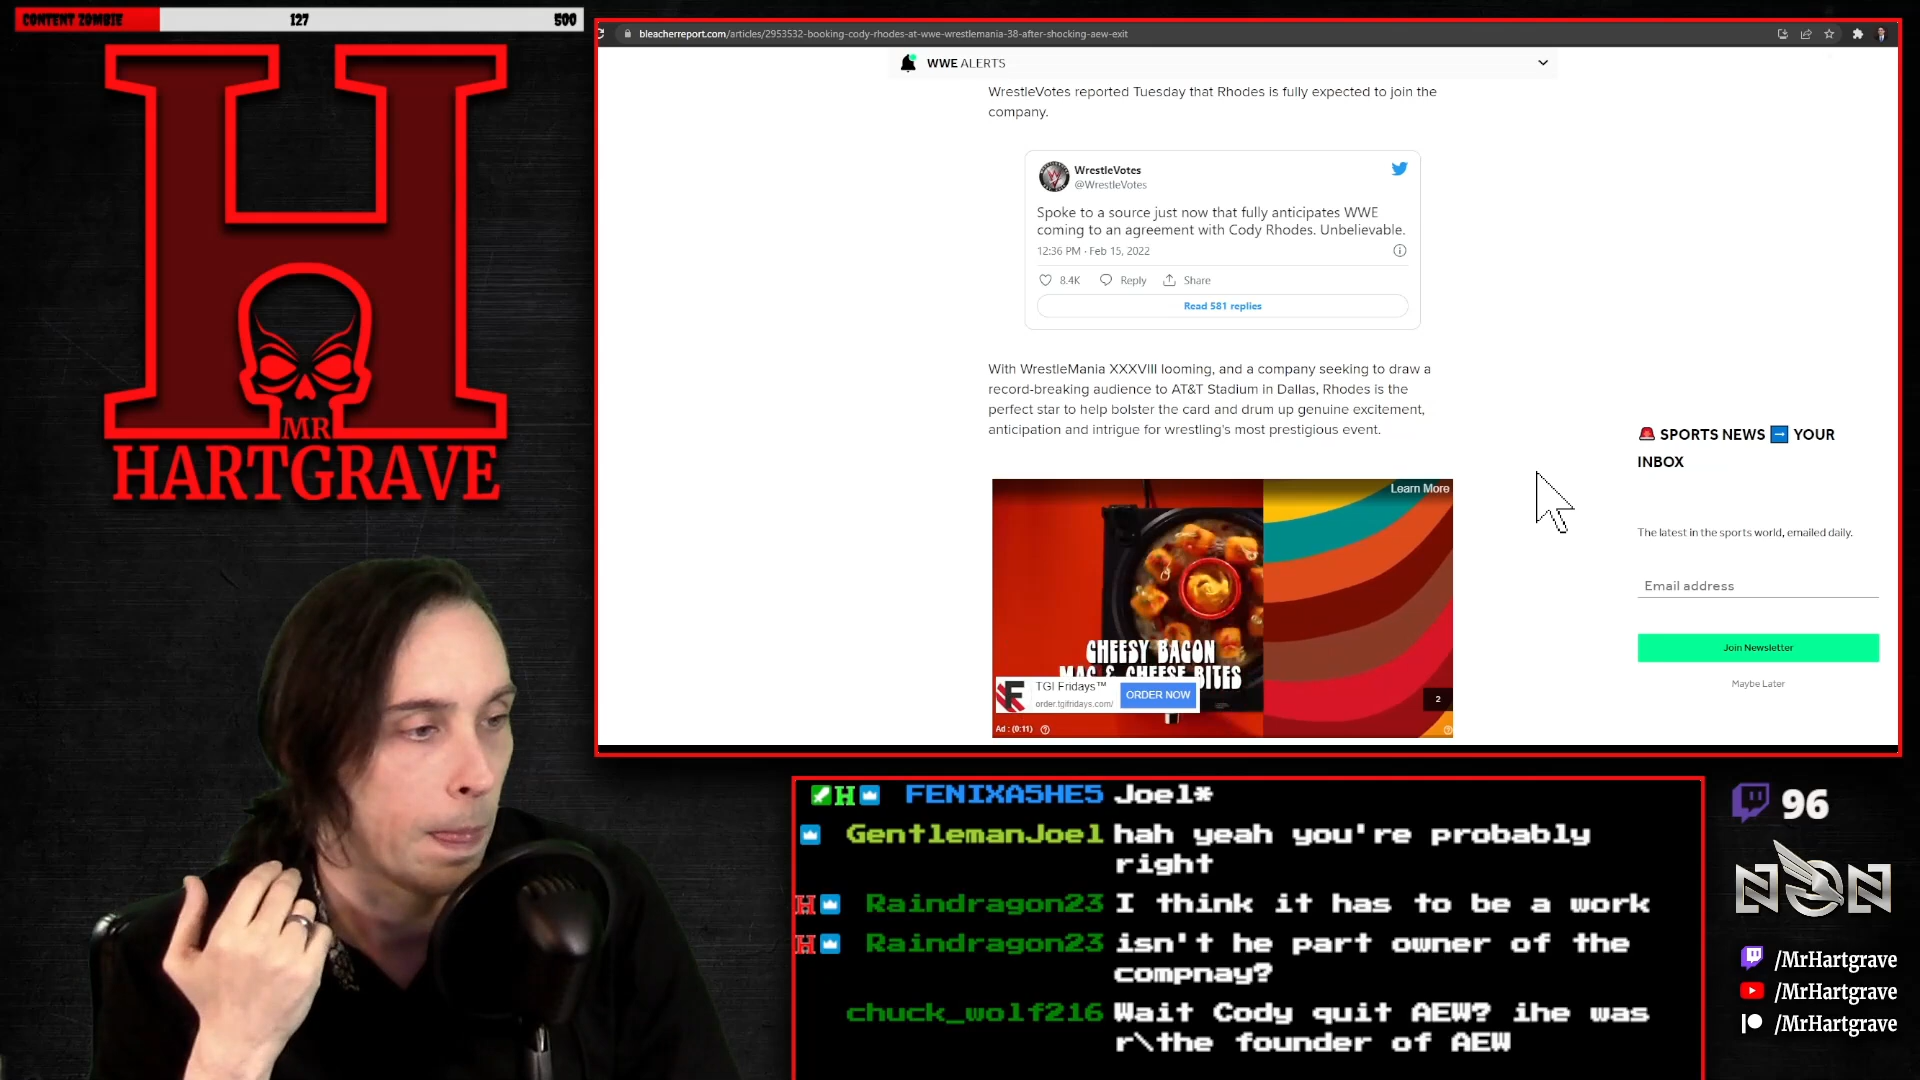 CONTENT ZOMBIE 127 500
MR
HARTGRAVE
bleacherreport.com/articles/2953532-booking-cody-rhodes-at-wwe-wrestlemania-38-after-shocking-aew-exit
WWE ALERTS
WrestleVotes reported Tuesday that Rhodes is fully expected to join the
company.
WrestleVotes
@WrestleVotes
Spoke to a source just now that fully anticipates WWE
coming to an agreement with Cody Rhodes. Unbelievable.
12:36 PM · Feb 15, 2022
8.4K Reply Share
Read 581 replies
With WrestleMania XXXVIII looming, and a company seeking to draw a
record-breaking audience to AT&T Stadium in Dallas, Rhodes is the
perfect star to help bolster the card and drum up genuine excitement,
anticipation and intrigue for wrestling's most prestigious event.
Learn More
CHEESY BACON
MAC & CHEESE BITES
TGI Fridays™
order.tgifridays.com/
ORDER NOW
2
Ad : (0:11)
SPORTS NEWS YOUR
INBOX
The latest in the sports world, emailed daily.
Email address
Join Newsletter
Maybe Later
H FENIXA5HE5 Joel*
GentlemanJoel hah yeah you're probably
right
H Raindragon23 I think it has to be a work
H Raindragon23 isn't he part owner of the
compnay?
chuck_wolf216 Wait Cody quit AEW? ihe was
r\the founder of AEW
96
NON
/MrHartgrave
/MrHartgrave
/MrHartgrave